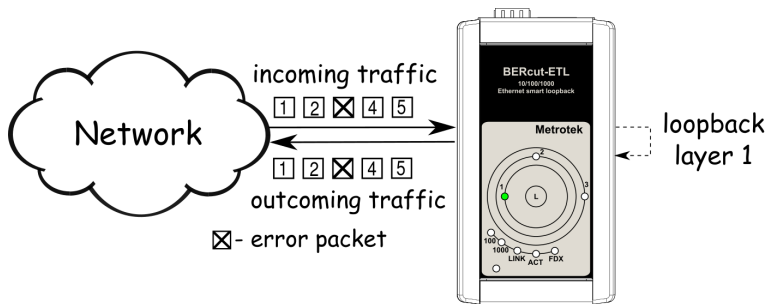 incoming traffic
1 2 4 5
Network
1 2 4 5
outcoming traffic
- error packet
BERcut-ETL
10/100/1000
Ethernet smart loopback
Metrotek
2
1
3
L
100
1000
LINK
ACT
FDX
loopback
layer 1